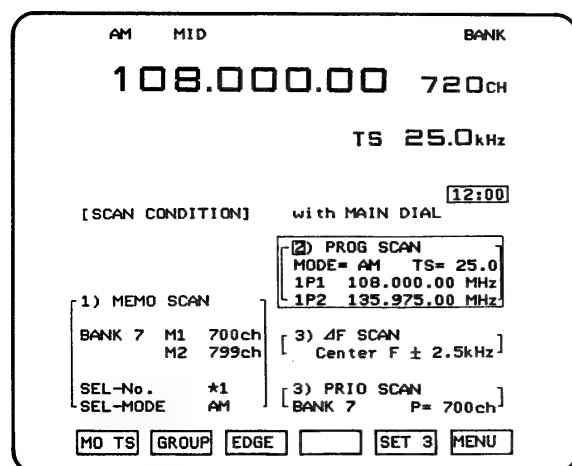 AM MID BANK
108.000.00 720CH
TS 25.0kHz
12:00
[SCAN CONDITION] with MAIN DIAL
2) PROG SCAN
MODE= AM TS= 25.0
1P1 108.000.00 MHz
1P2 135.975.00 MHz
1) MEMO SCAN
BANK 7 M1 700ch
M2 799ch
SEL-No. *1
SEL-MODE AM
3) ⊿F SCAN
Center F ± 2.5kHz
3) PRIO SCAN
BANK 7 P= 700ch
MO TS GROUP EDGE SET 3 MENU